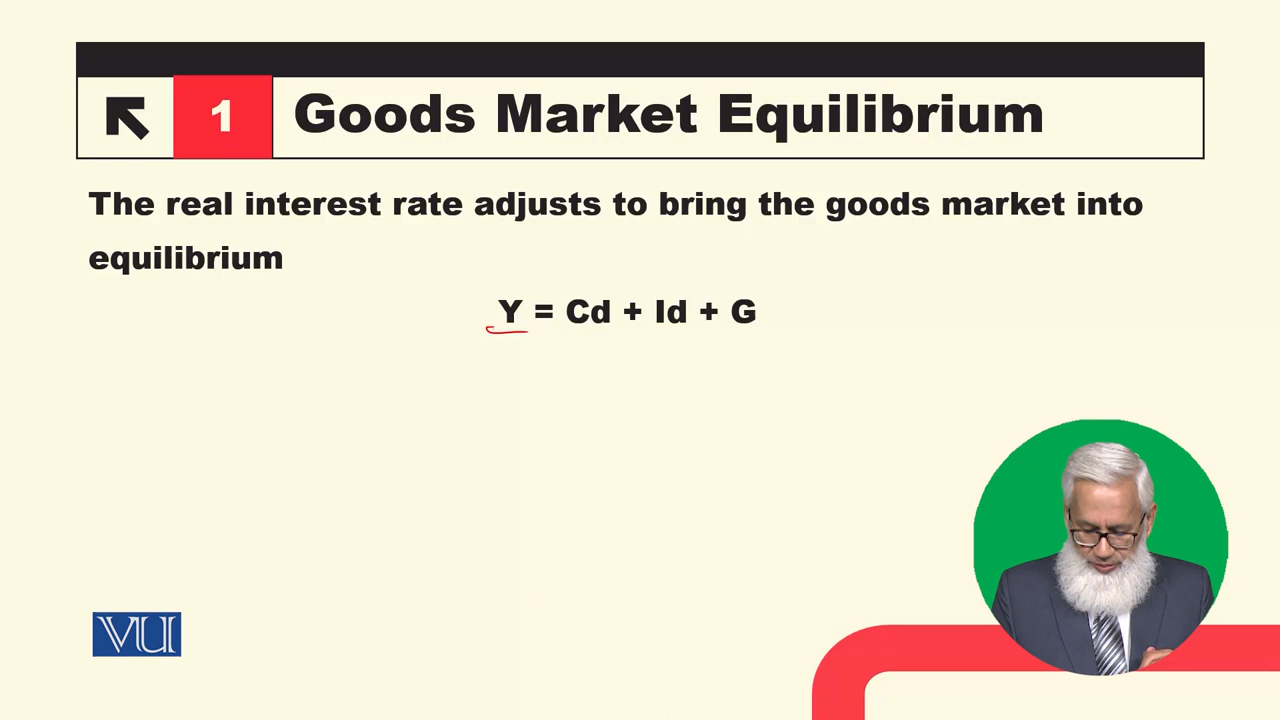 1 Goods Market Equilibrium
The real interest rate adjusts to bring the goods market into
equilibrium
Y = Cd + Id + G
VU